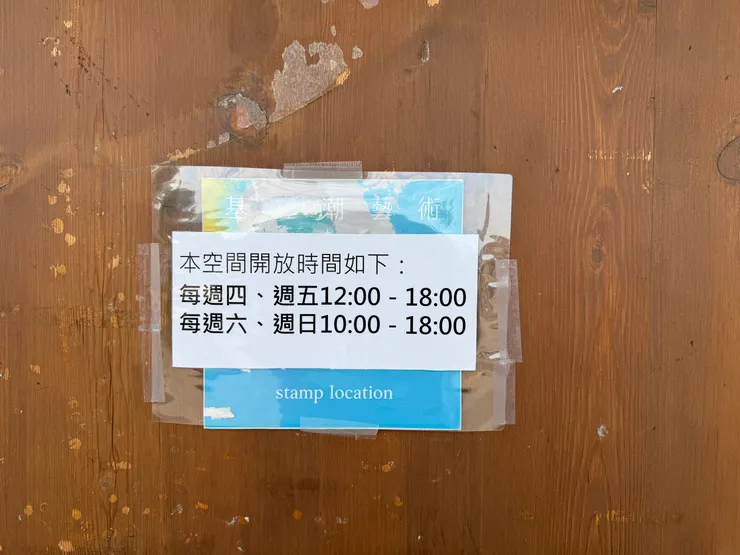 基 潮 藝 術
本空間開放時間如下：
每週四、週五12:00 - 18:00
每週六、週日10:00 - 18:00
stamp location